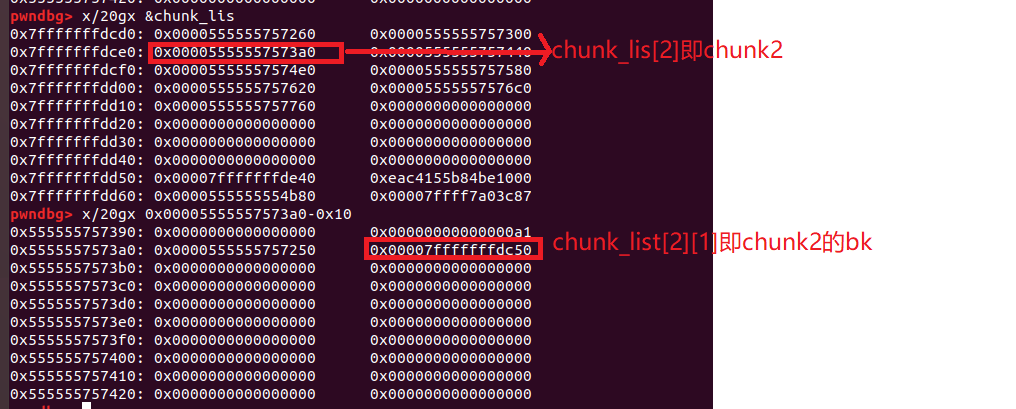 pwndbg> x/20gx &chunk_lis
0x7fffffffdcd0: 0x0000555555757260 0x0000555555757300
0x7fffffffdce0: 0x00005555557573a0 0x0000555555757440 chunk_lis[2]即chunk2
0x7fffffffdcf0: 0x00005555557574e0 0x0000555555757580
0x7fffffffdd00: 0x0000555555757620 0x00005555557576c0
0x7fffffffdd10: 0x0000555555757760 0x0000000000000000
0x7fffffffdd20: 0x0000000000000000 0x0000000000000000
0x7fffffffdd30: 0x0000000000000000 0x0000000000000000
0x7fffffffdd40: 0x0000000000000000 0x0000000000000000
0x7fffffffdd50: 0x00007fffffffde40 0xeac4155b84be1000
0x7fffffffdd60: 0x0000555555554b80 0x00007ffff7a03c87
pwndbg> x/20gx 0x00005555557573a0-0x10
0x555555757390: 0x0000000000000000 0x00000000000000a1
0x5555557573a0: 0x0000555555757250 0x00007fffffffdc50 chunk_list[2][1]即chunk2的bk
0x5555557573b0: 0x0000000000000000 0x0000000000000000
0x5555557573c0: 0x0000000000000000 0x0000000000000000
0x5555557573d0: 0x0000000000000000 0x0000000000000000
0x5555557573e0: 0x0000000000000000 0x0000000000000000
0x5555557573f0: 0x0000000000000000 0x0000000000000000
0x555555757400: 0x0000000000000000 0x0000000000000000
0x555555757410: 0x0000000000000000 0x0000000000000000
0x555555757420: 0x0000000000000000 0x0000000000000000
pwndbg>